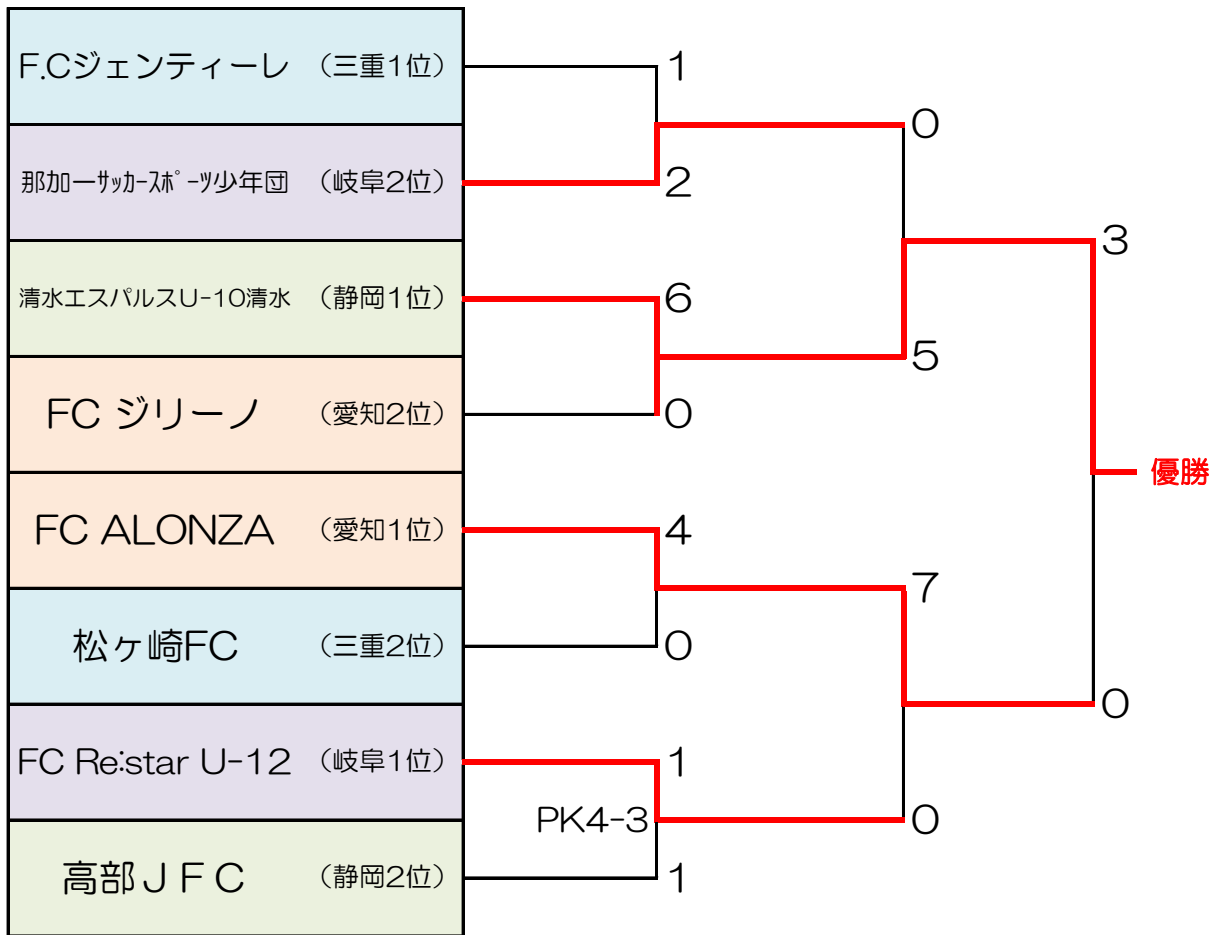 F.Cジェンティーレ （三重1位）
1
0
那加一サッカースポーツ少年団 （岐阜2位）
2
3
清水エスパルスU-10清水 （静岡1位）
6
5
FC ジリーノ （愛知2位）
0
優勝
FC ALONZA （愛知1位）
4
7
松ヶ崎FC （三重2位）
0
0
FC Re:star U-12 （岐阜1位）
1
PK4-3
0
高部ＪＦＣ （静岡2位）
1